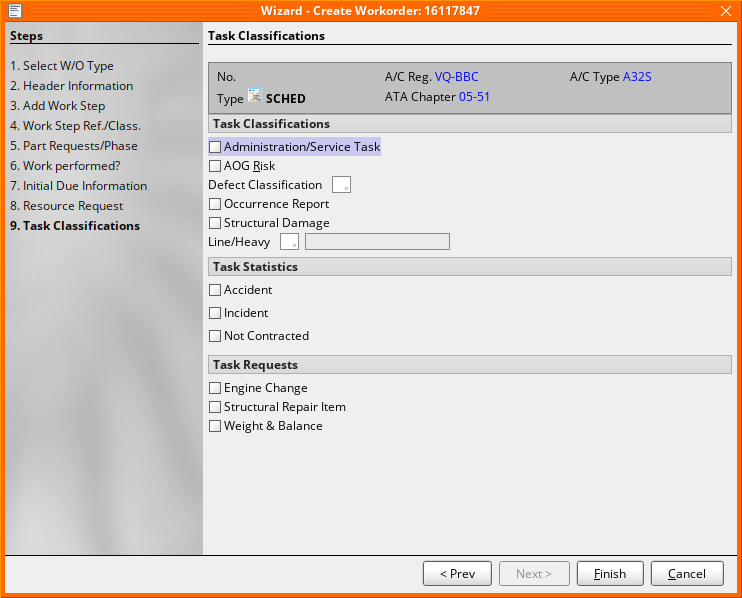 Wizard - Create Workorder: 16117847
Steps
1. Select W/O Type
2. Header Information
3. Add Work Step
4. Work Step Ref./Class.
5. Part Requests/Phase
6. Work performed?
7. Initial Due Information
8. Resource Request
9. Task Classifications
Task Classifications
No. A/C Reg. VQ-BBC A/C Type A32S
Type SCHED ATA Chapter 05-51
Task Classifications
Administration/Service Task
AOG Risk
Defect Classification
Occurrence Report
Structural Damage
Line/Heavy
Task Statistics
Accident
Incident
Not Contracted
Task Requests
Engine Change
Structural Repair Item
Weight & Balance
< Prev Next > Finish Cancel